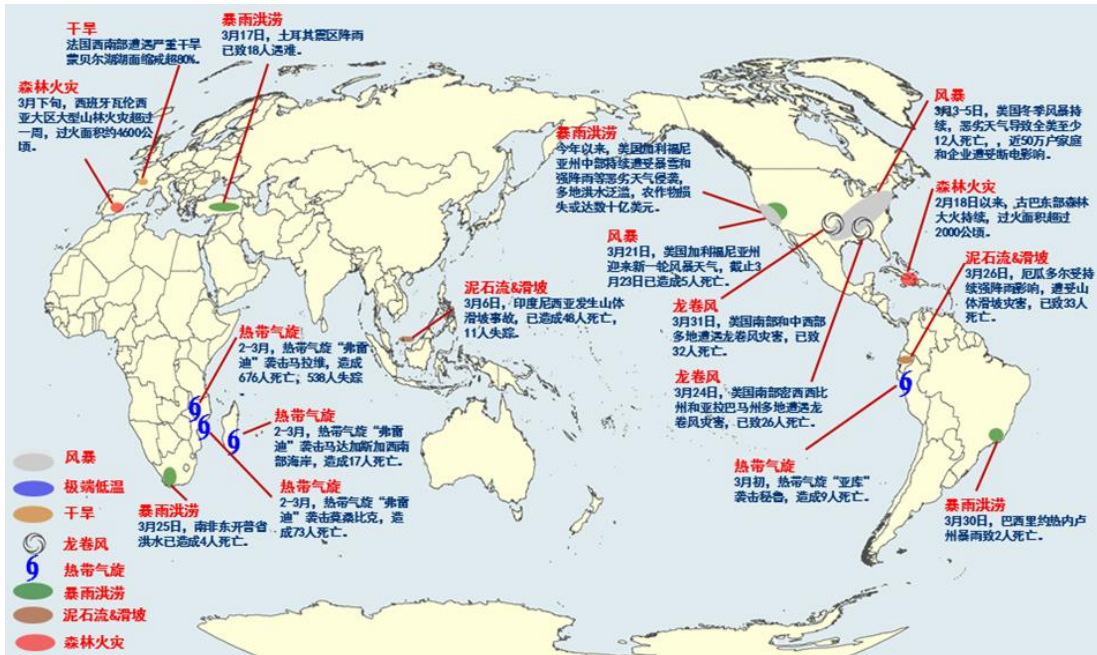 干旱
法国西南部遭遇严重干旱
蒙贝尔湖湖面缩减超80%。
暴雨洪涝
3月17日，土耳其震区降雨
已致18人遇难。
森林火灾
3月下旬，西班牙瓦伦西
亚大区大型山林火灾超过
一周，过火面积约4600公
顷。
暴雨洪涝
今年以来，美国加利福尼
亚州中部持续遭受暴雪和
强降雨等恶劣天气侵袭，
多地洪水泛滥，农作物损
失或达数十亿美元。
风暴
3月3-5日，美国冬季风暴持
续，恶劣天气导致全美至少
12人死亡，，近50万户家庭
和企业遭受断电影响。
森林火灾
2月18日以来，古巴东部森林
大火持续，过火面积超过
2000公顷。
风暴
3月21日，美国加利福尼亚州
迎来新一轮风暴天气，截止3
月23日已造成5人死亡。
泥石流&滑坡
3月26日，厄瓜多尔受持
续强降雨影响，遭受山
体滑坡灾害，已致33人
死亡。
泥石流&滑坡
3月6日，印度尼西亚发生山体
滑坡事故，已造成48人死亡，
11人失踪。
龙卷风
3月31日，美国南部和中西部
多地遭遇龙卷风灾害，已致
32人死亡。
热带气旋
2-3月，热带气旋“弗雷
迪”袭击马拉维，造成
676人死亡；538人失踪
。
龙卷风
3月24日，美国南部密西西比
州和亚拉巴马州多地遭遇龙
卷风灾害，已致26人死亡。
热带气旋
2-3月，热带气旋“弗雷
迪”袭击马达加斯加西南
部海岸，造成17人死亡。
热带气旋
3月初，热带气旋“亚库”
袭击秘鲁，造成9人死亡。
热带气旋
2-3月，热带气旋“弗雷
迪”袭击莫桑比克，造
成73人死亡。
暴雨洪涝
3月25日，南非东开普省
洪水已造成4人死亡。
暴雨洪涝
3月30日，巴西里约热内卢
州暴雨致2人死亡。
风暴
极端低温
干旱
龙卷风
热带气旋
暴雨洪涝
泥石流&滑坡
森林火灾